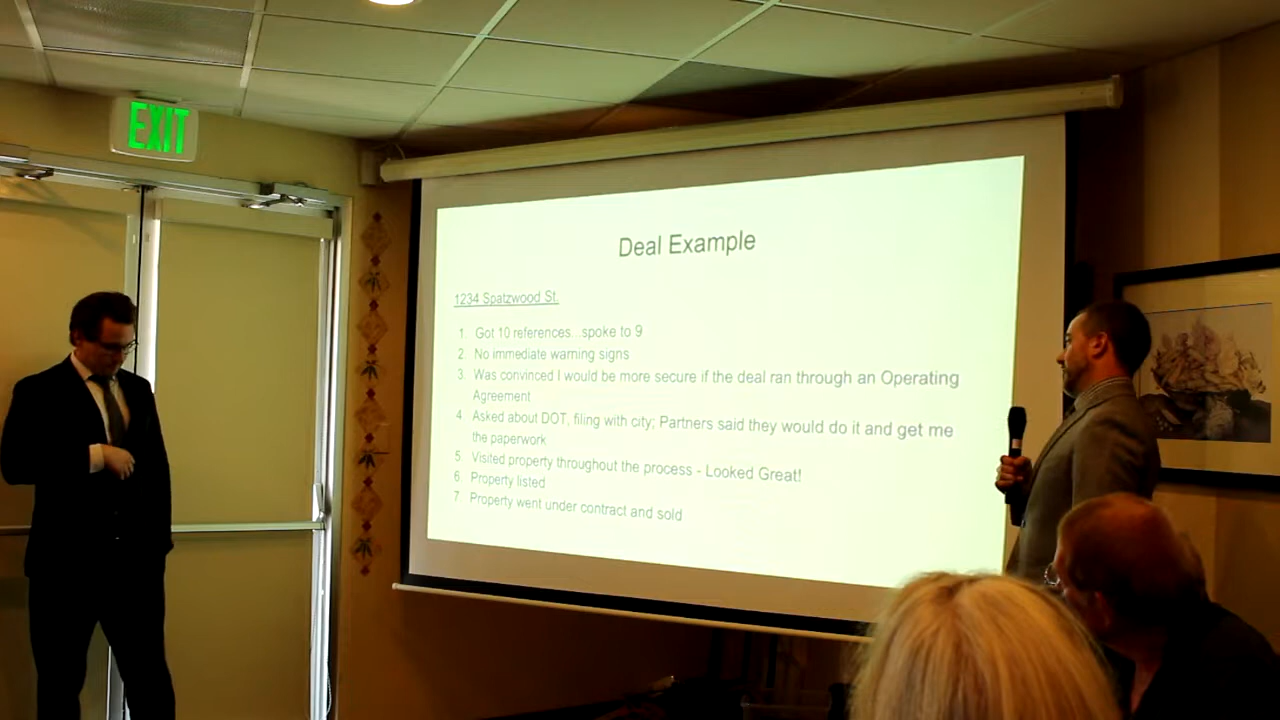 EXIT
Deal Example
1234 Spatzwood St.
1. Got 10 references...spoke to 9
2. No immediate warning signs
3. Was convinced I would be more secure if the deal ran through an Operating
Agreement
4. Asked about DOT, filing with city; Partners said they would do it and get me
the paperwork
5. Visited property throughout the process - Looked Great!
6. Property listed
7. Property went under contract and sold